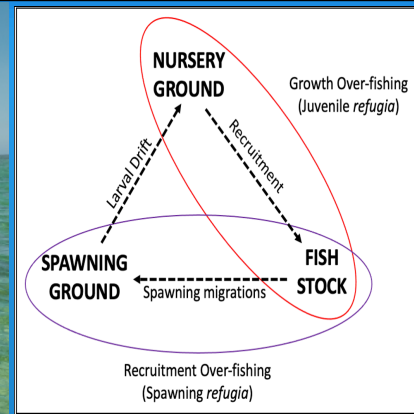 NURSERY
GROUND
Growth Over-fishing
(Juvenile refugia)
Larval Drift
Recruitment
SPAWNING
GROUND
FISH
STOCK
Spawning migrations
Recruitment Over-fishing
(Spawning refugia)